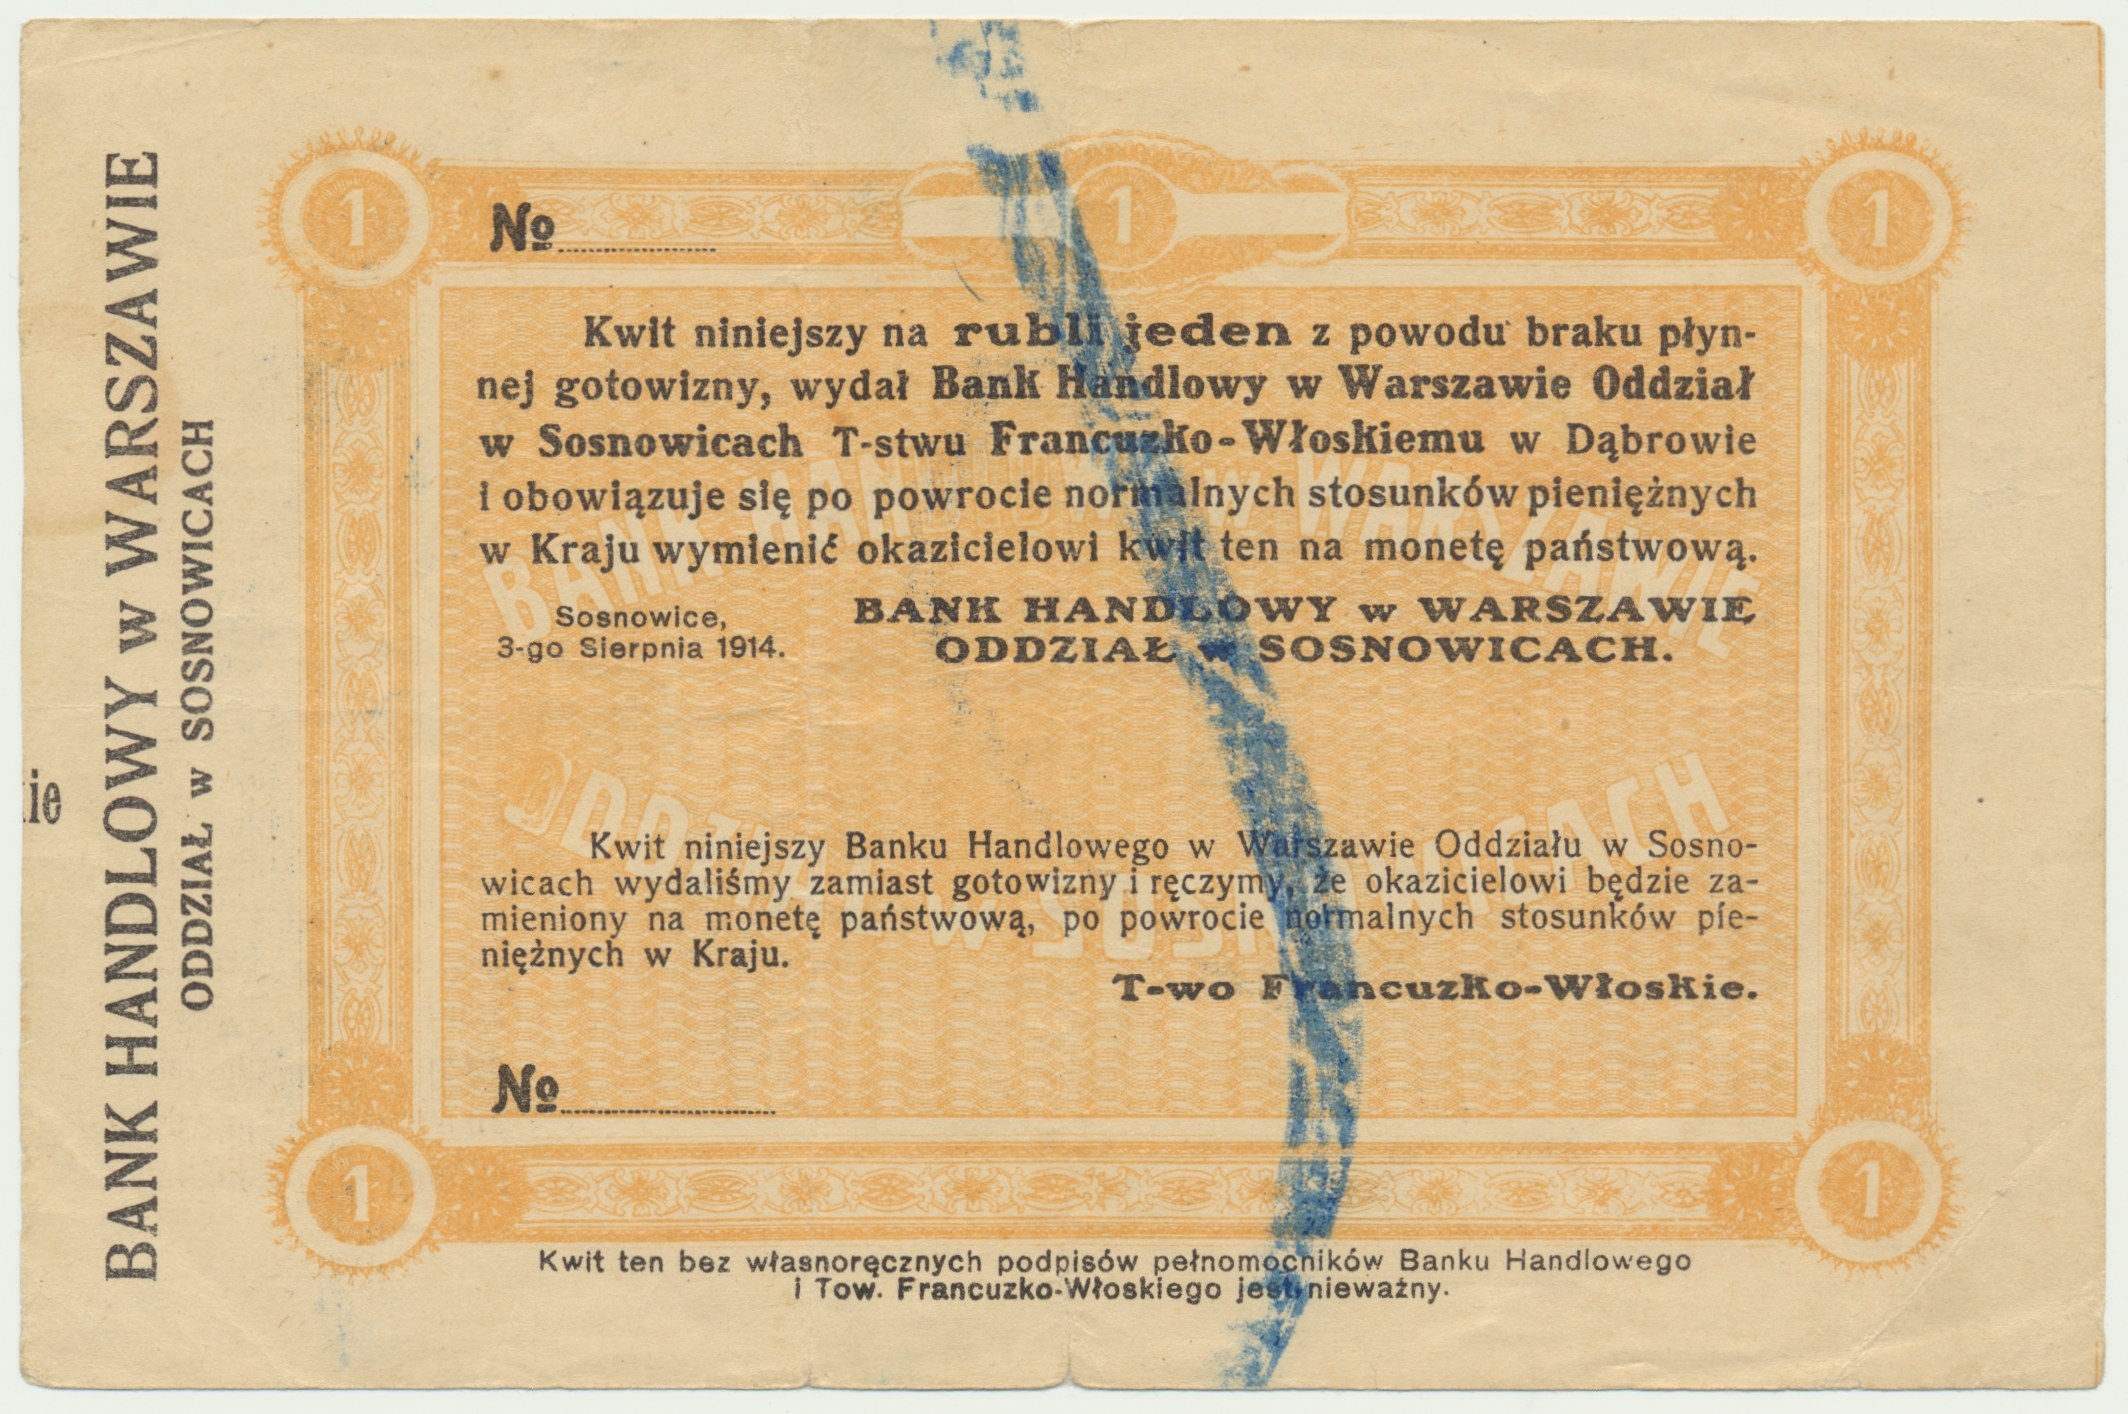 BANK HANDLOWY w WARSZAWIE
ODDZIAŁ w SOSNOWICACH
1 1 1
№
Kwit niniejszy na rubli jeden z powodu braku płyn-
nej gotowizny, wydał Bank Handlowy w Warszawie Oddział
w Sosnowicach T-stwu Francuzko-Włoskiemu w Dąbrowie
i obowiązuje się po powrocie normalnych stosunków pieniężnych
w Kraju wymienić okazicielowi kwit ten na monetę państwową.
Sosnowice,
3-go Sierpnia 1914.
BANK HANDLOWY w WARSZAWIE
ODDZIAŁ w SOSNOWICACH.
BANK HANDLOWY W WARSZAWIE
ODDZIAŁ W SOSNOWICACH
Kwit niniejszy Banku Handlowego w Warszawie Oddziału w Sosno-
wicach wydaliśmy zamiast gotowizny i ręczymy, że okazicielowi będzie za-
mieniony na monetę państwową, po powrocie normalnych stosunków pie-
niężnych w Kraju.
T-wo Francuzko-Włoskie.
№
1 1
Kwit ten bez własnoręcznych podpisów pełnomocników Banku Handlowego
i Tow. Francuzko-Włoskiego jest nieważny.